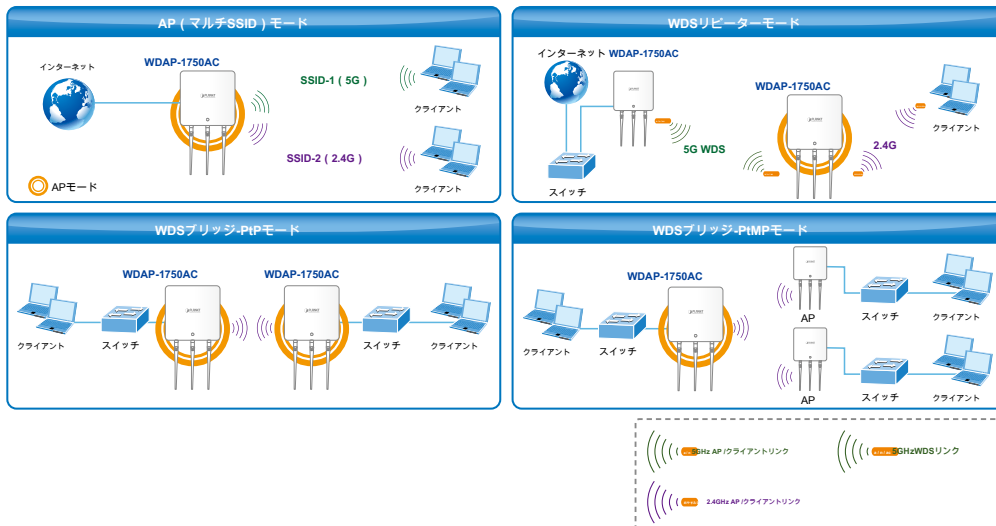 AP ( マルチSSID ) モード
インターネット
WDAP-1750AC
SSID-1 ( 5G )
クライアント
SSID-2 ( 2.4G )
クライアント
APモード
WDSリピーターモード
インターネット WDAP-1750AC
WDAP-1750AC
5G WDS
2.4G
クライアント
スイッチ
WDSブリッジ-PtPモード
WDAP-1750AC
WDAP-1750AC
クライアント
スイッチ
スイッチ
クライアント
WDSブリッジ-PtMPモード
WDAP-1750AC
クライアント
スイッチ
AP
スイッチ
クライアント
AP
スイッチ
クライアント
5GHz AP /クライアントリンク
5GHzWDSリンク
2.4GHz AP /クライアントリンク